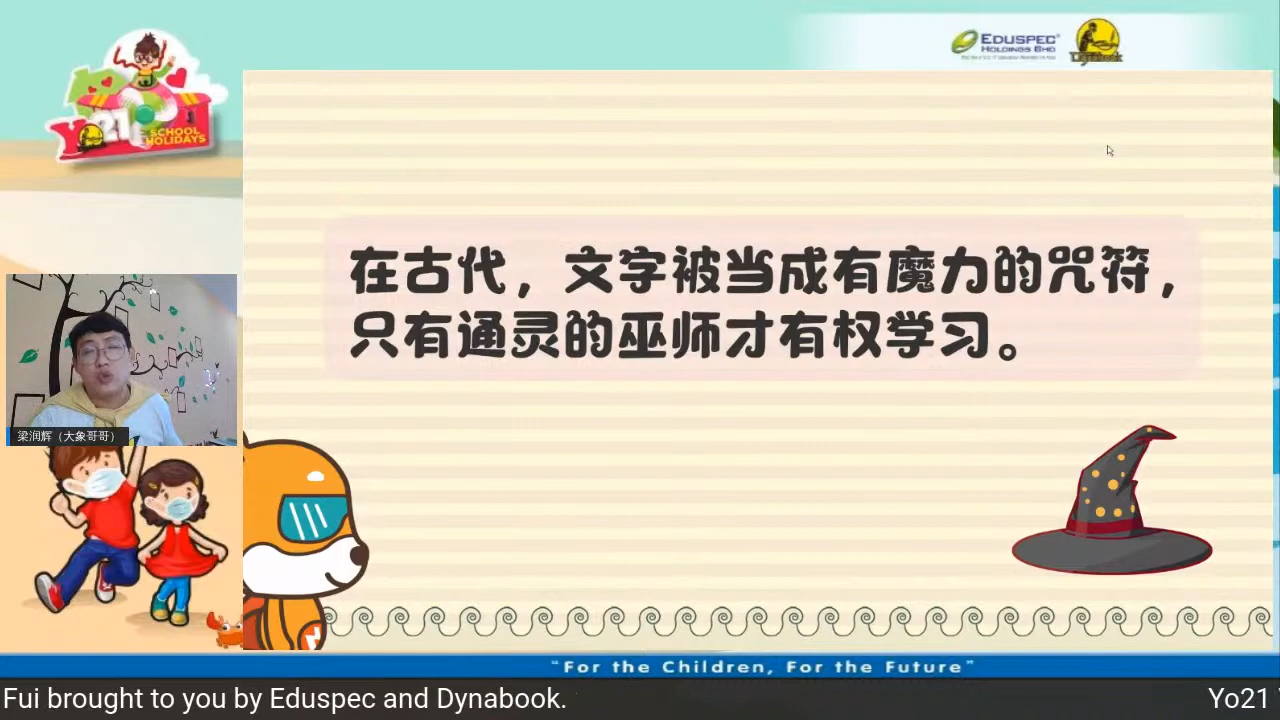 EDUSPEC
HOLDINGS BHD
Dynabook
Yo21
SCHOOL
HOLIDAYS
在古代，文字被当成有魔力的咒符，
只有通灵的巫师才有权学习。
梁润辉（大象哥哥）
"For the Children, For the Future"
Fui brought to you by Eduspec and Dynabook.
Yo21